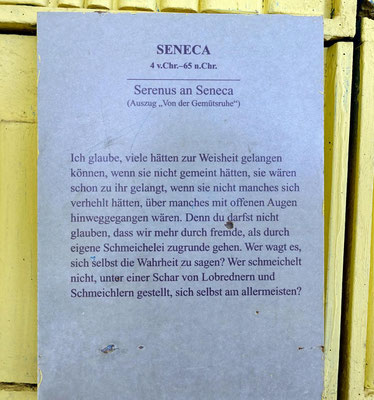 SENECA
4 v.Chr.–65 n.Chr.
Serenus an Seneca
(Auszug „Von der Gemütsruhe“)
Ich glaube, viele hätten zur Weisheit gelangen
können, wenn sie nicht gemeint hätten, sie wären
schon zu ihr gelangt, wenn sie nicht manches sich
verhehlt hätten, über manches mit offenen Augen
hinweggegangen wären. Denn du darfst nicht
glauben, dass wir mehr durch fremde, als durch
eigene Schmeichelei zugrunde gehen. Wer wagt es,
sich selbst die Wahrheit zu sagen? Wer schmeichelt
nicht, unter einer Schar von Lobrednern und
Schmeichlern gestellt, sich selbst am allermeisten?